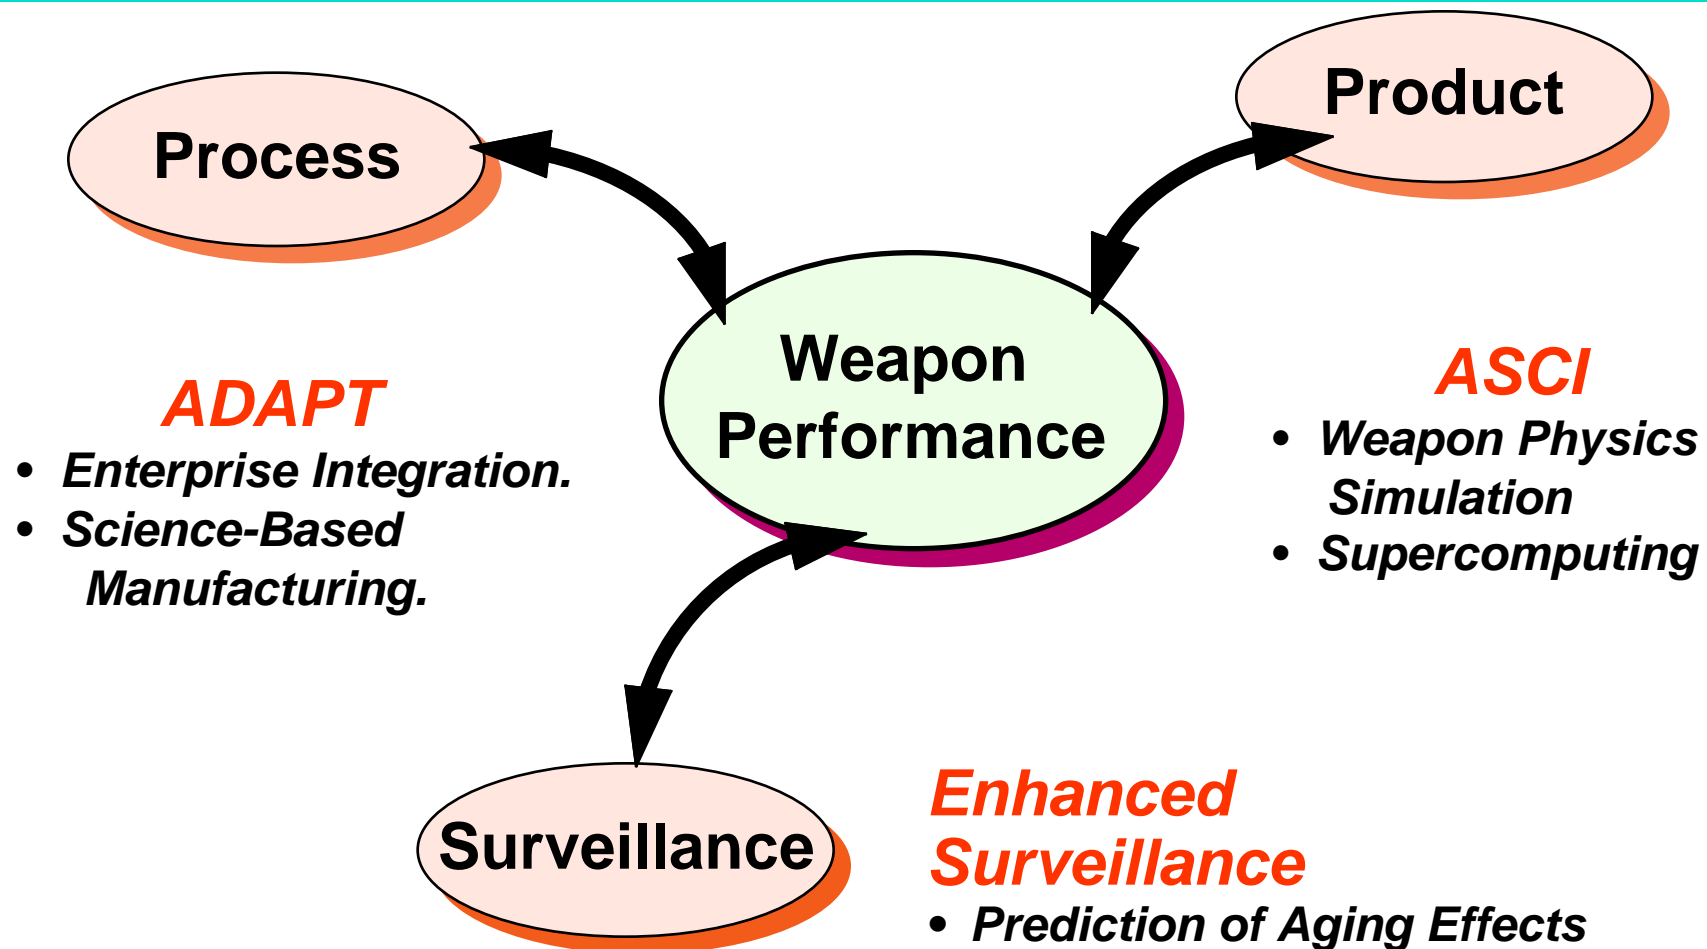 Process
Product
Weapon
Performance
ADAPT
• Enterprise Integration.
• Science-Based
Manufacturing.
ASCI
• Weapon Physics
Simulation
• Supercomputing
Surveillance
Enhanced
Surveillance
• Prediction of Aging Effects